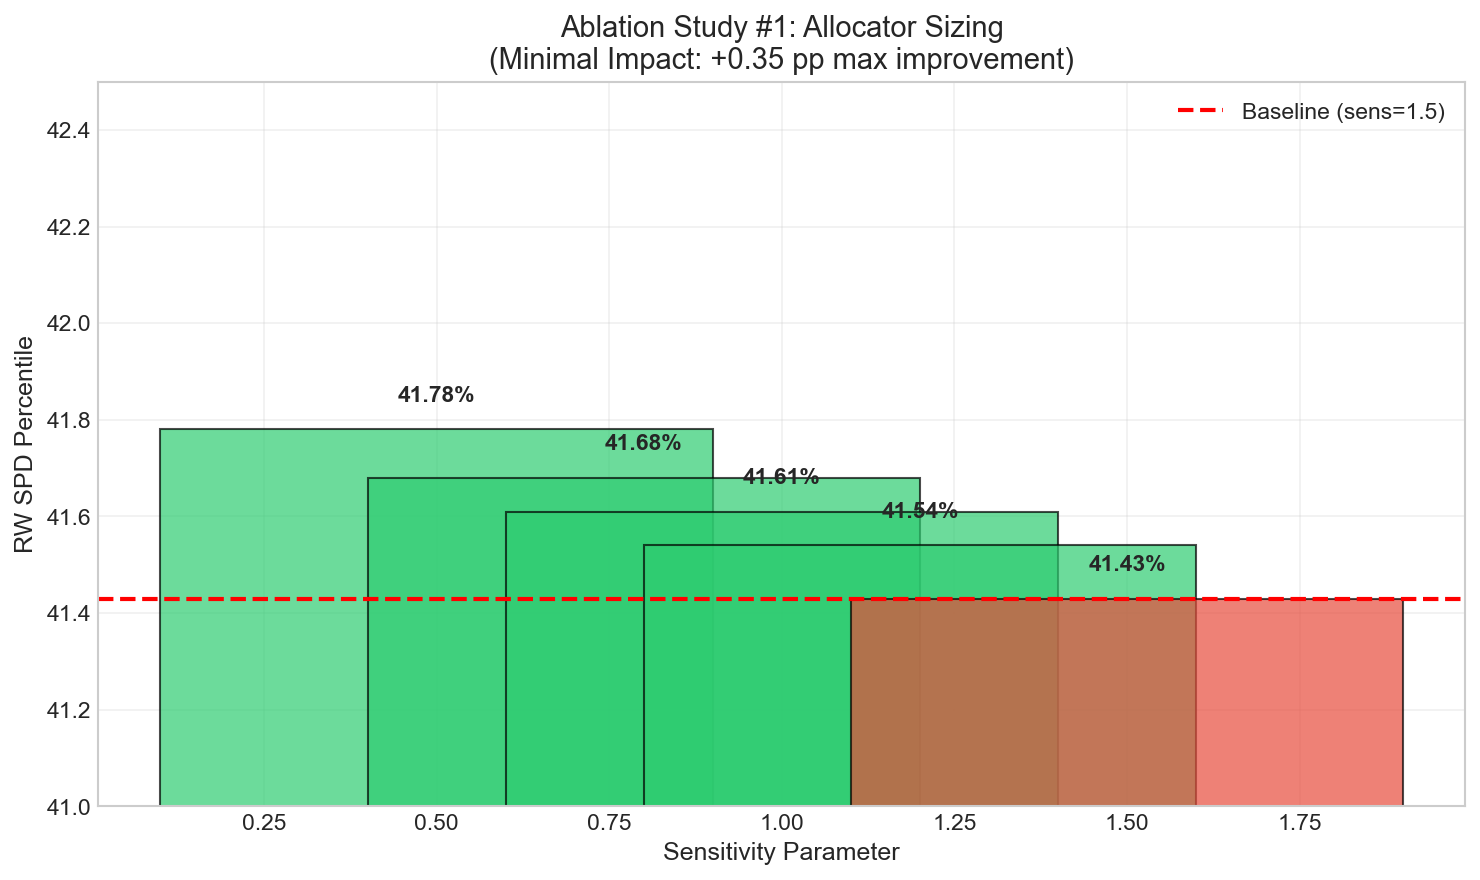 Ablation Study #1: Allocator Sizing
(Minimal Impact: +0.35 pp max improvement)
Baseline (sens=1.5)
RW SPD Percentile
42.4
42.2
42.0
41.8
41.6
41.4
41.2
41.0
41.78%
41.68%
41.61%
41.54%
41.43%
0.25 0.50 0.75 1.00 1.25 1.50 1.75
Sensitivity Parameter